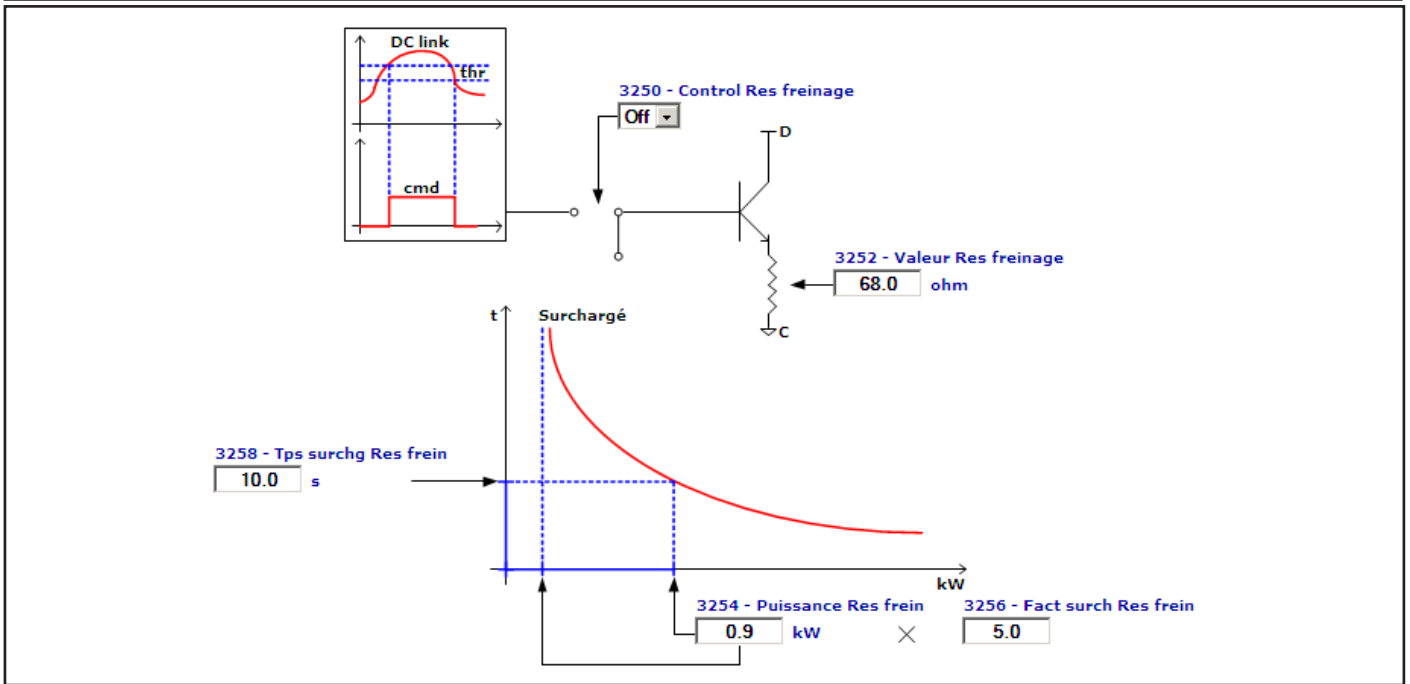 DC link
thr
cmd
3250 - Control Res freinage
Off
D
3252 - Valeur Res freinage
68.0 ohm
C
t
Surchargé
3258 - Tps surchg Res frein
10.0 s
kW
3254 - Puissance Res frein
0.9 kW
3256 - Fact surch Res frein
5.0